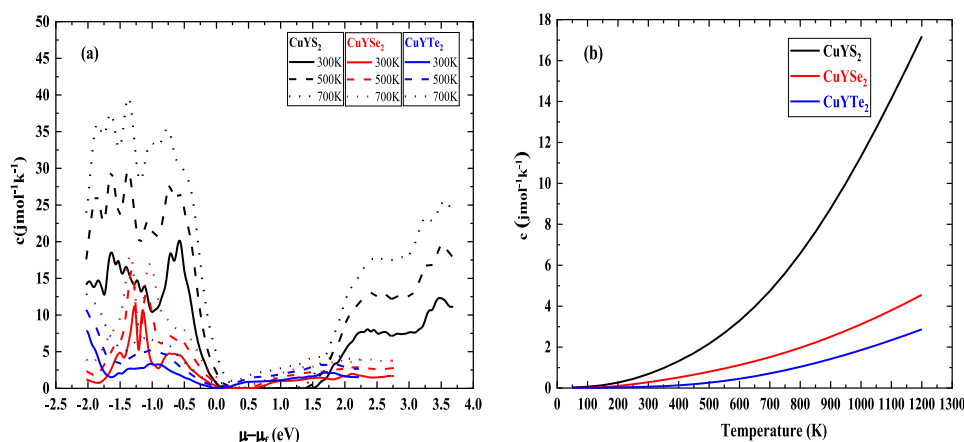 (a)
CuYS₂ CuYSe₂ CuYTe₂
300K 300K 300K
500K 500K 500K
700K 700K 700K
50
45
40
35
30
25
20
15
10
5
0
c(jmol⁻¹k⁻¹)
-2.5 -2.0 -1.5 -1.0 -0.5 0.0 0.5 1.0 1.5 2.0 2.5 3.0 3.5 4.0
μ-μf (eV)
(b)
CuYS₂
CuYSe₂
CuYTe₂
18
16
14
12
10
8
6
4
2
0
c (jmol⁻¹k⁻¹)
0 100 200 300 400 500 600 700 800 900 1000 1100 1200 1300
Temperature (K)